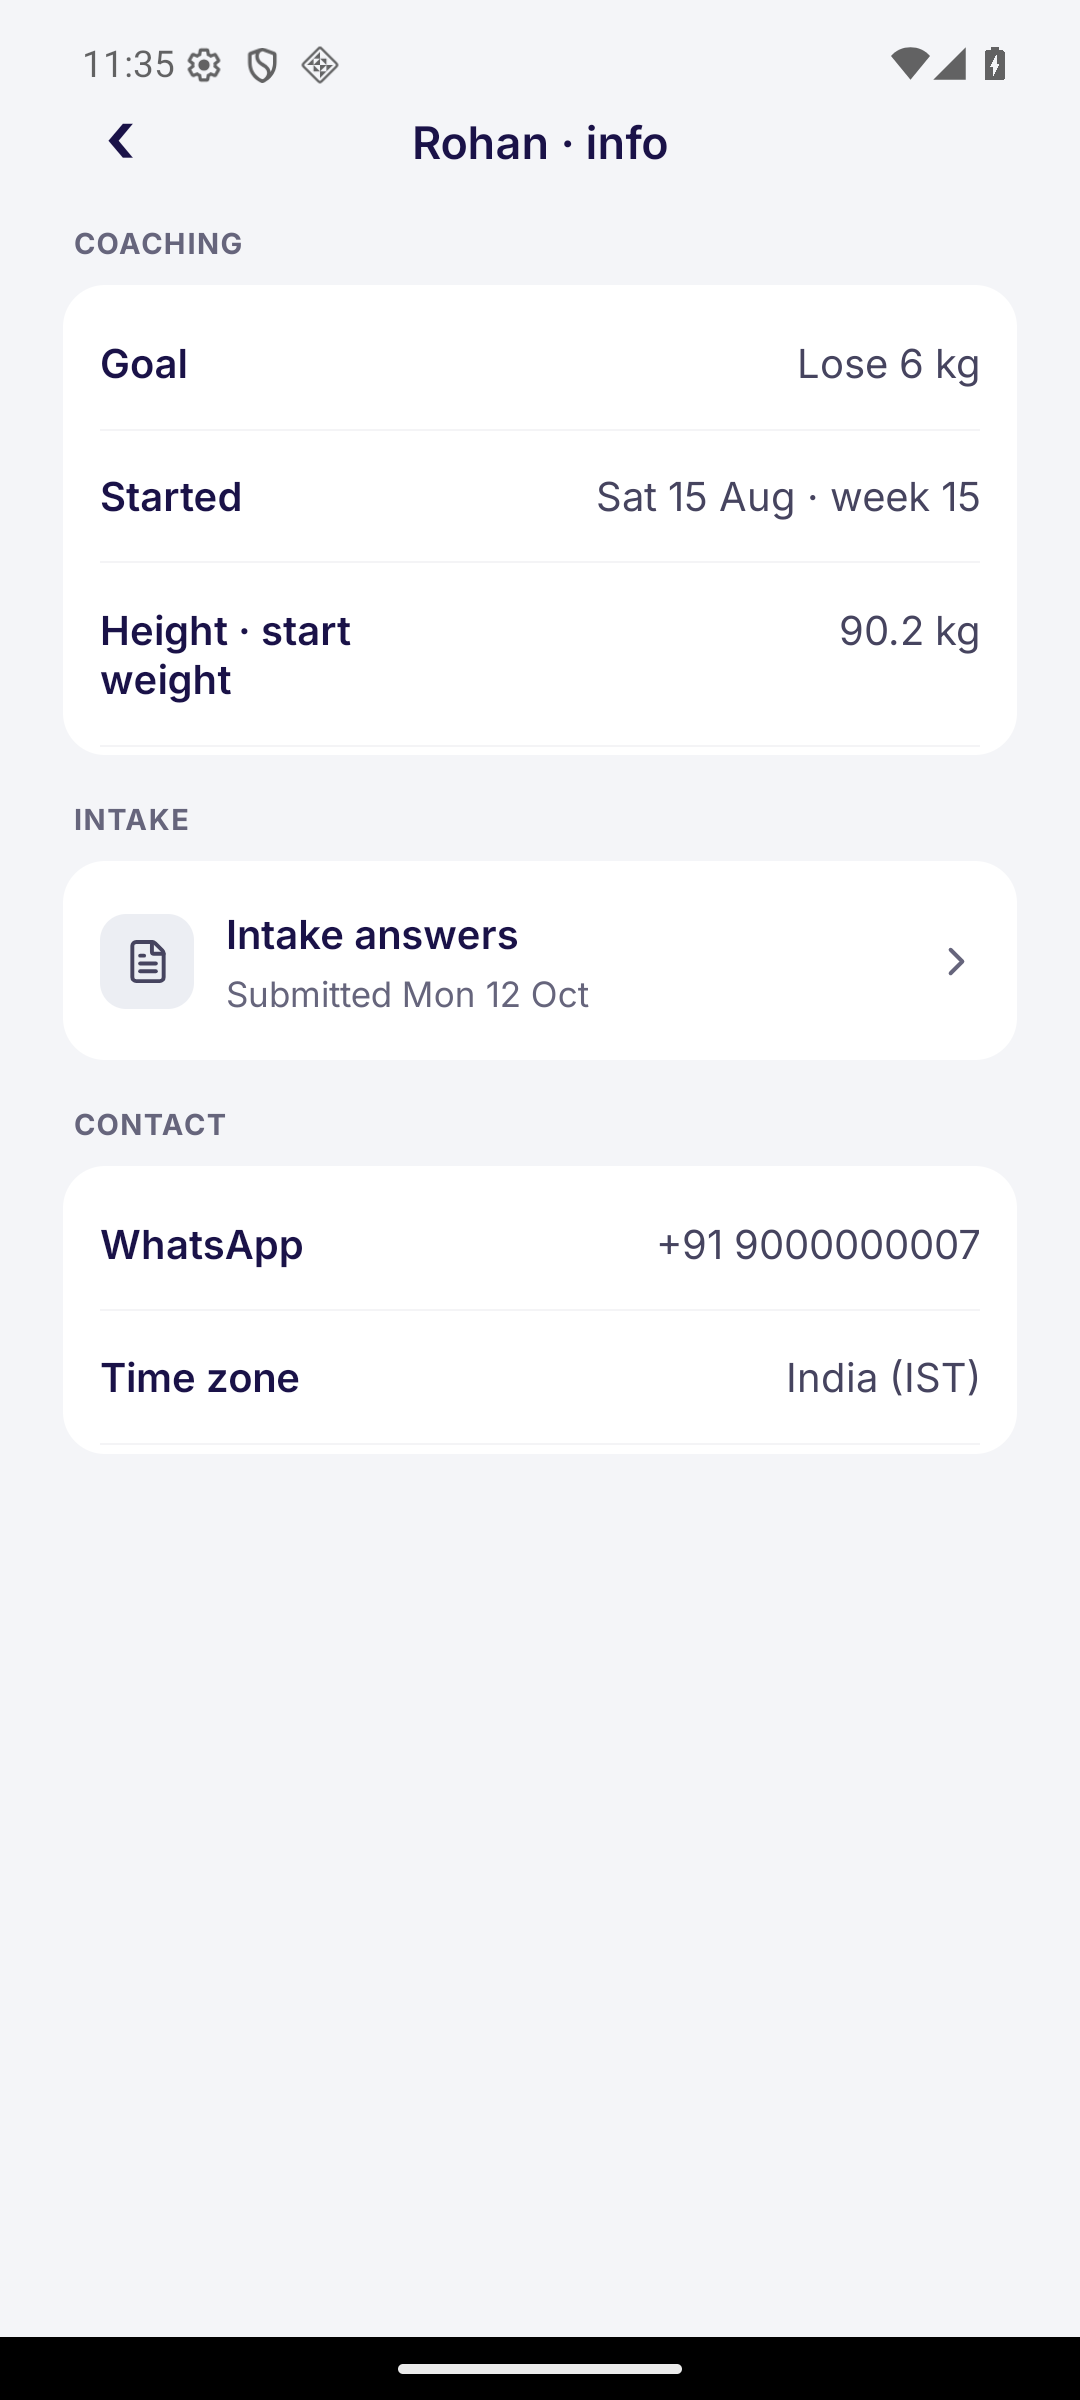 11:35
Rohan · info
COACHING
Goal
Lose 6 kg
Started
Sat 15 Aug · week 15
Height · start
weight
90.2 kg
INTAKE
Intake answers
Submitted Mon 12 Oct
CONTACT
WhatsApp
+91 9000000007
Time zone
India (IST)